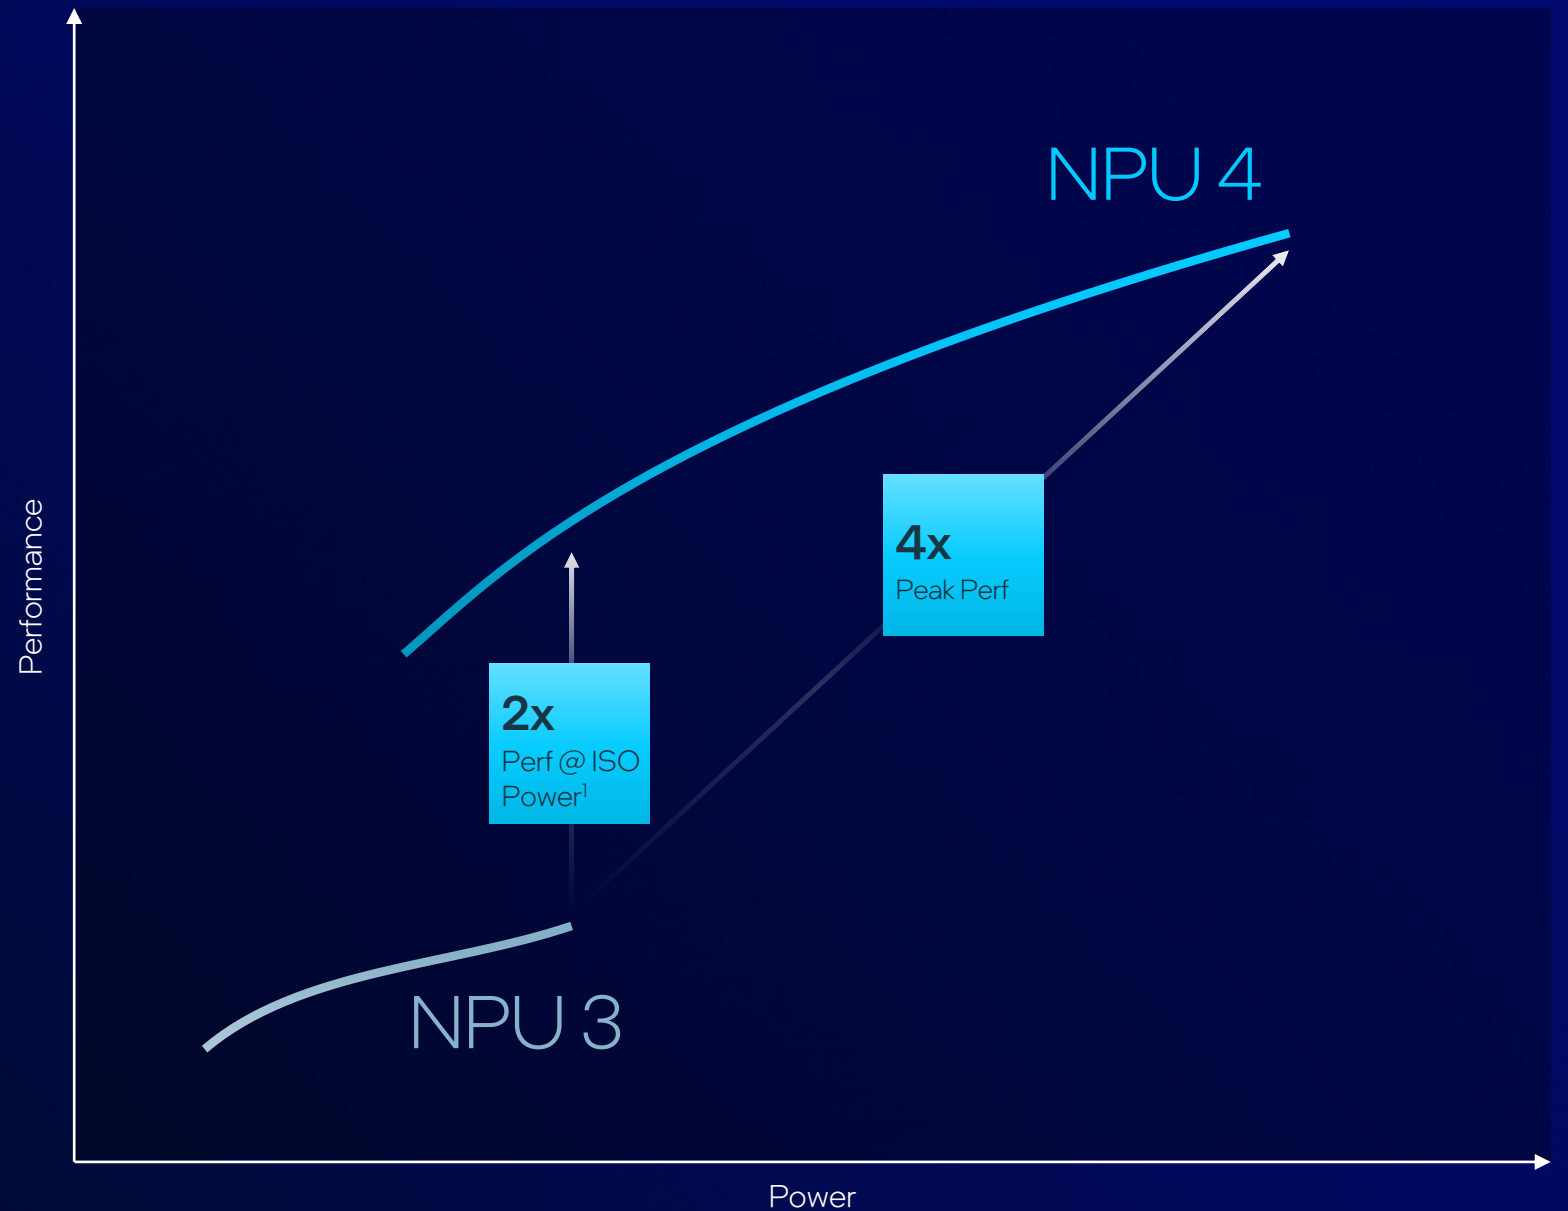 NPU 4
4x
Peak Perf
Performance
2x
Perf @ ISO
Power¹
NPU 3
Power